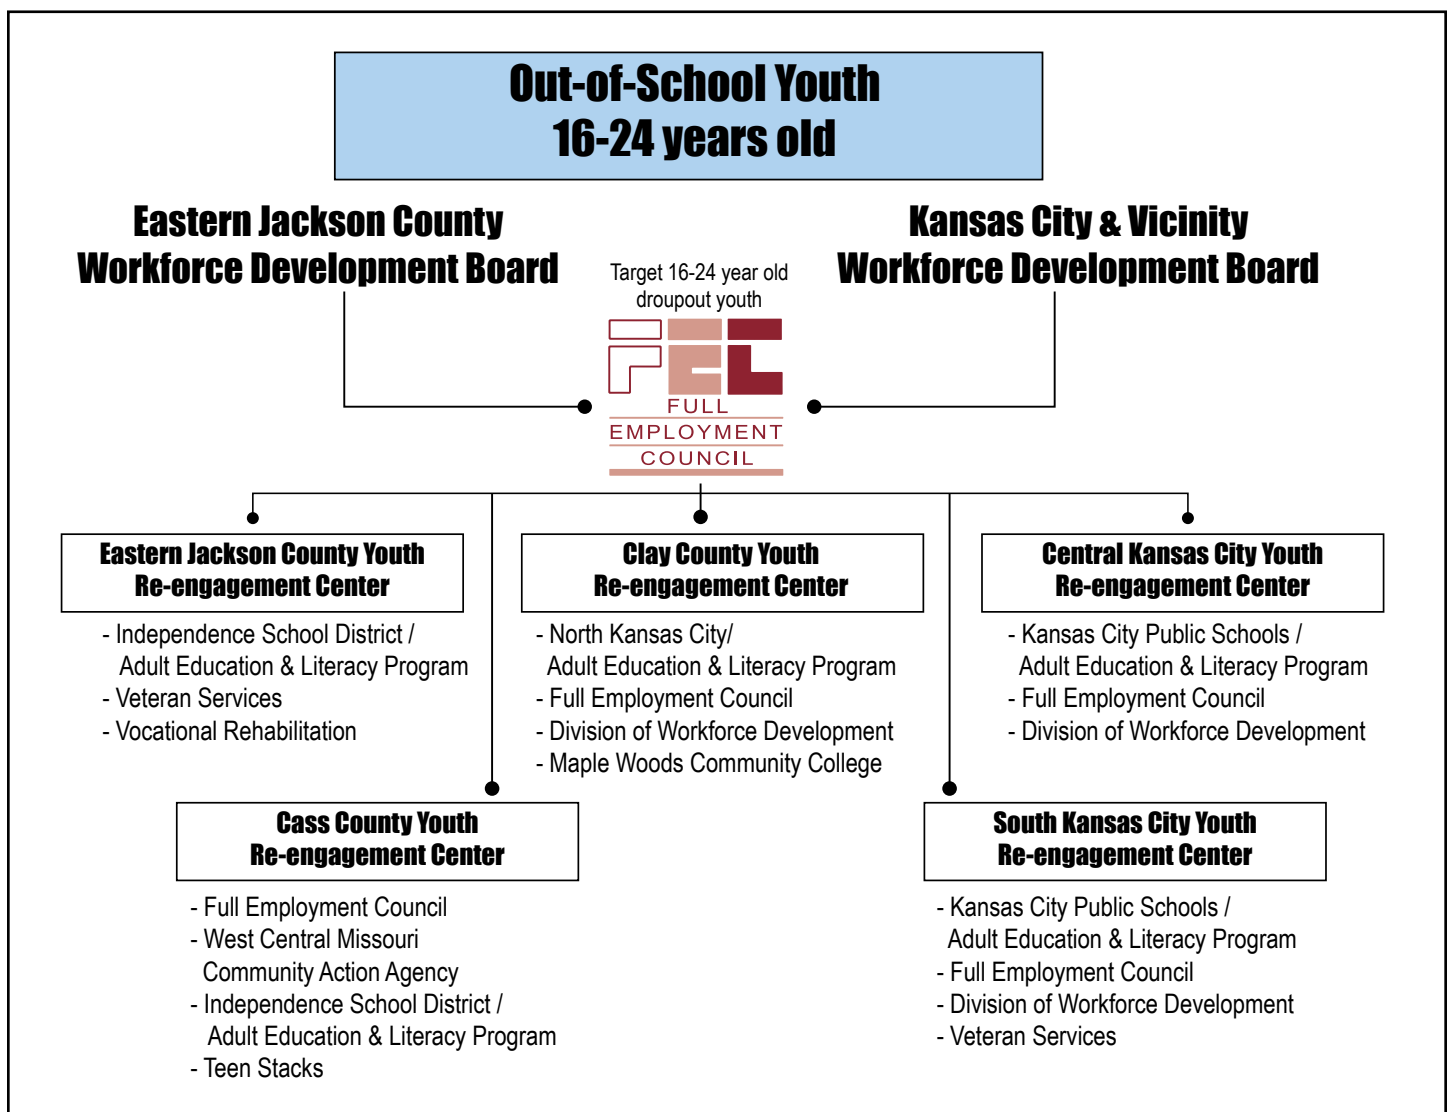 Out-of-School Youth
16-24 years old
Eastern Jackson County
Workforce Development Board
Kansas City & Vicinity
Workforce Development Board
Target 16-24 year old
droupout youth
FEC
FULL
EMPLOYMENT
COUNCIL
Eastern Jackson County Youth
Re-engagement Center
- Independence School District /
Adult Education & Literacy Program
- Veteran Services
- Vocational Rehabilitation
Clay County Youth
Re-engagement Center
- North Kansas City/
Adult Education & Literacy Program
- Full Employment Council
- Division of Workforce Development
- Maple Woods Community College
Central Kansas City Youth
Re-engagement Center
- Kansas City Public Schools /
Adult Education & Literacy Program
- Full Employment Council
- Division of Workforce Development
Cass County Youth
Re-engagement Center
- Full Employment Council
- West Central Missouri
Community Action Agency
- Independence School District /
Adult Education & Literacy Program
- Teen Stacks
South Kansas City Youth
Re-engagement Center
- Kansas City Public Schools /
Adult Education & Literacy Program
- Full Employment Council
- Division of Workforce Development
- Veteran Services